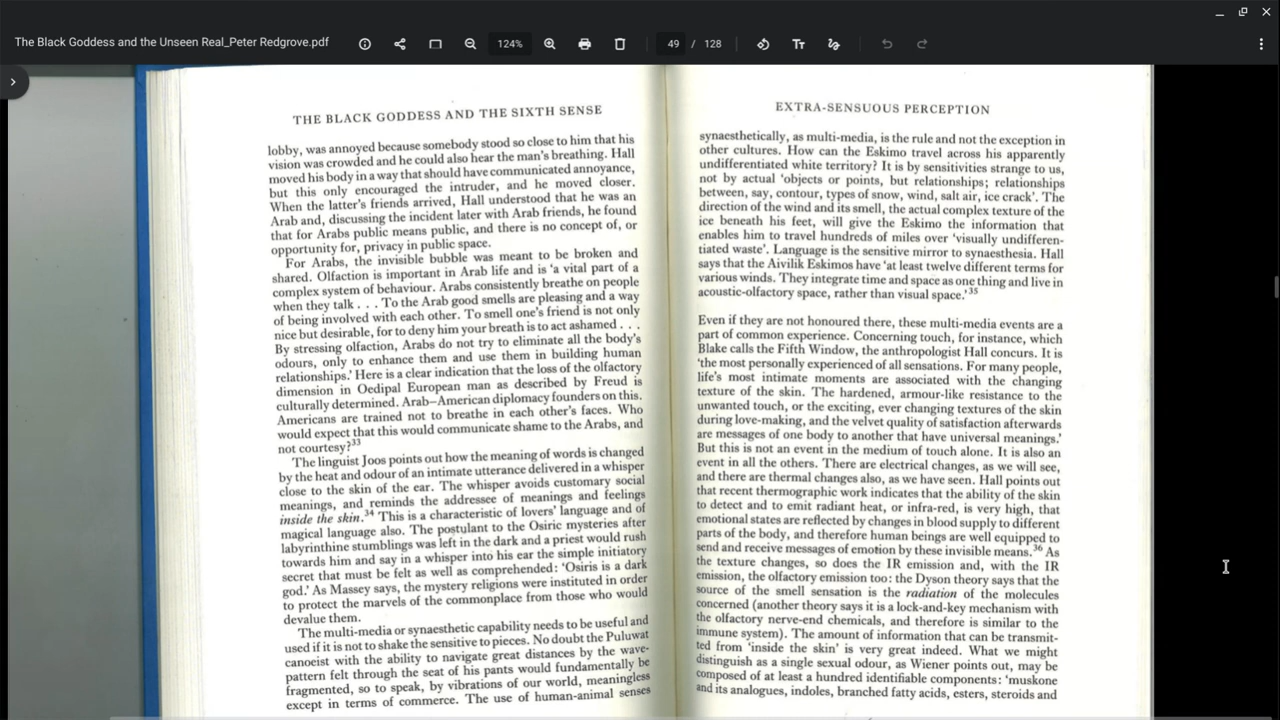 The Black Goddess and the Unseen Real_Peter Redgrove.pdf
124%
49 / 128
THE BLACK GODDESS AND THE SIXTH SENSE
lobby, was annoyed because somebody stood so close to him that his
vision was crowded and he could also hear the man's breathing. Hall
moved his body in a way that should have communicated annoyance,
but this only encouraged the intruder, and he moved closer.
When the latter's friends arrived, Hall understood that he was an
Arab and, discussing the incident later with Arab friends, he found
that for Arabs public means public, and there is no concept of, or
opportunity for, privacy in public space.
For Arabs, the invisible bubble was meant to be broken and
shared. Olfaction is important in Arab life and is 'a vital part of a
complex system of behaviour. Arabs consistently breathe on people
when they talk . . . To the Arab good smells are pleasing and a way
of being involved with each other. To smell one's friend is not only
nice but desirable, for to deny him your breath is to act ashamed . . .
By stressing olfaction, Arabs do not try to eliminate all the body's
odours, only to enhance them and use them in building human
relationships.' Here is a clear indication that the loss of the olfactory
dimension in Oedipal European man as described by Freud is
culturally determined. Arab–American diplomacy founders on this.
Americans are trained not to breathe in each other's faces. Who
would expect that this would communicate shame to the Arabs, and
not courtesy?33
The linguist Joos points out how the meaning of words is changed
by the heat and odour of an intimate utterance delivered in a whisper
close to the skin of the ear. The whisper avoids customary social
meanings, and reminds the addressee of meanings and feelings
inside the skin.34 This is a characteristic of lovers' language and of
magical language also. The postulant to the Osiric mysteries after
labyrinthine stumblings was left in the dark and a priest would rush
towards him and say in a whisper into his ear the simple initiatory
secret that must be felt as well as comprehended: 'Osiris is a dark
god.' As Massey says, the mystery religions were instituted in order
to protect the marvels of the commonplace from those who would
devalue them.
The multi-media or synaesthetic capability needs to be useful and
used if it is not to shake the sensitive to pieces. No doubt the Puluwat
canoeist with the ability to navigate great distances by the wave-
pattern felt through the seat of his pants would fundamentally be
fragmented, so to speak, by vibrations of our world, meaningless
except in terms of commerce. The use of human-animal senses
EXTRA-SENSUOUS PERCEPTION
synaesthetically, as multi-media, is the rule and not the exception in
other cultures. How can the Eskimo travel across his apparently
undifferentiated white territory? It is by sensitivities strange to us,
not by actual 'objects or points, but relationships; relationships
between, say, contour, types of snow, wind, salt air, ice crack'. The
direction of the wind and its smell, the actual complex texture of the
ice beneath his feet, will give the Eskimo the information that
enables him to travel hundreds of miles over 'visually undifferen-
tiated waste'. Language is the sensitive mirror to synaesthesia. Hall
says that the Aivilik Eskimos have 'at least twelve different terms for
various winds. They integrate time and space as one thing and live in
acoustic-olfactory space, rather than visual space.'35
Even if they are not honoured there, these multi-media events are a
part of common experience. Concerning touch, for instance, which
Blake calls the Fifth Window, the anthropologist Hall concurs. It is
'the most personally experienced of all sensations. For many people,
life's most intimate moments are associated with the changing
texture of the skin. The hardened, armour-like resistance to the
unwanted touch, or the exciting, ever changing textures of the skin
during love-making, and the velvet quality of satisfaction afterwards
are messages of one body to another that have universal meanings.'
But this is not an event in the medium of touch alone. It is also an
event in all the others. There are electrical changes, as we will see,
and there are thermal changes also, as we have seen. Hall points out
that recent thermographic work indicates that the ability of the skin
to detect and to emit radiant heat, or infra-red, is very high, that
emotional states are reflected by changes in blood supply to different
parts of the body, and therefore human beings are well equipped to
send and receive messages of emotion by these invisible means.36 As
the texture changes, so does the IR emission and, with the IR
emission, the olfactory emission too: the Dyson theory says that the
source of the smell sensation is the radiation of the molecules
concerned (another theory says it is a lock-and-key mechanism with
the olfactory nerve-end chemicals, and therefore is similar to the
immune system). The amount of information that can be transmit-
ted from 'inside the skin' is very great indeed. What we might
distinguish as a single sexual odour, as Wiener points out, may be
composed of at least a hundred identifiable components: 'muskone
and its analogues, indoles, branched fatty acids, esters, steroids and